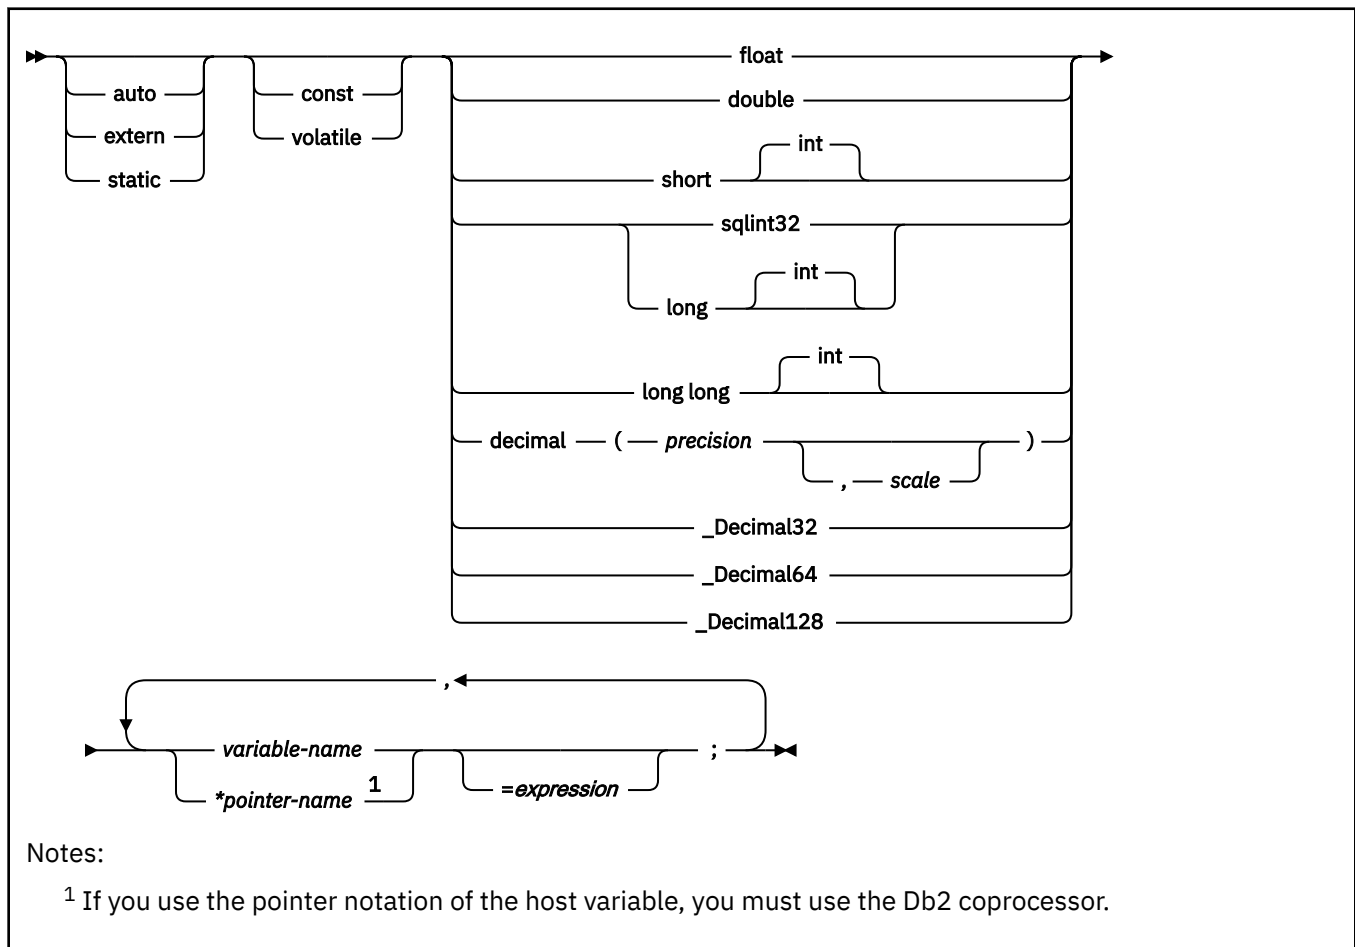 float
auto const double
extern volatile
int
static short
sqlint32
int
long
int
long long
decimal ( precision )
, scale
_Decimal32
_Decimal64
_Decimal128
,
variable-name ;
*pointer-name 1 =expression
Notes:
1 If you use the pointer notation of the host variable, you must use the Db2 coprocessor.